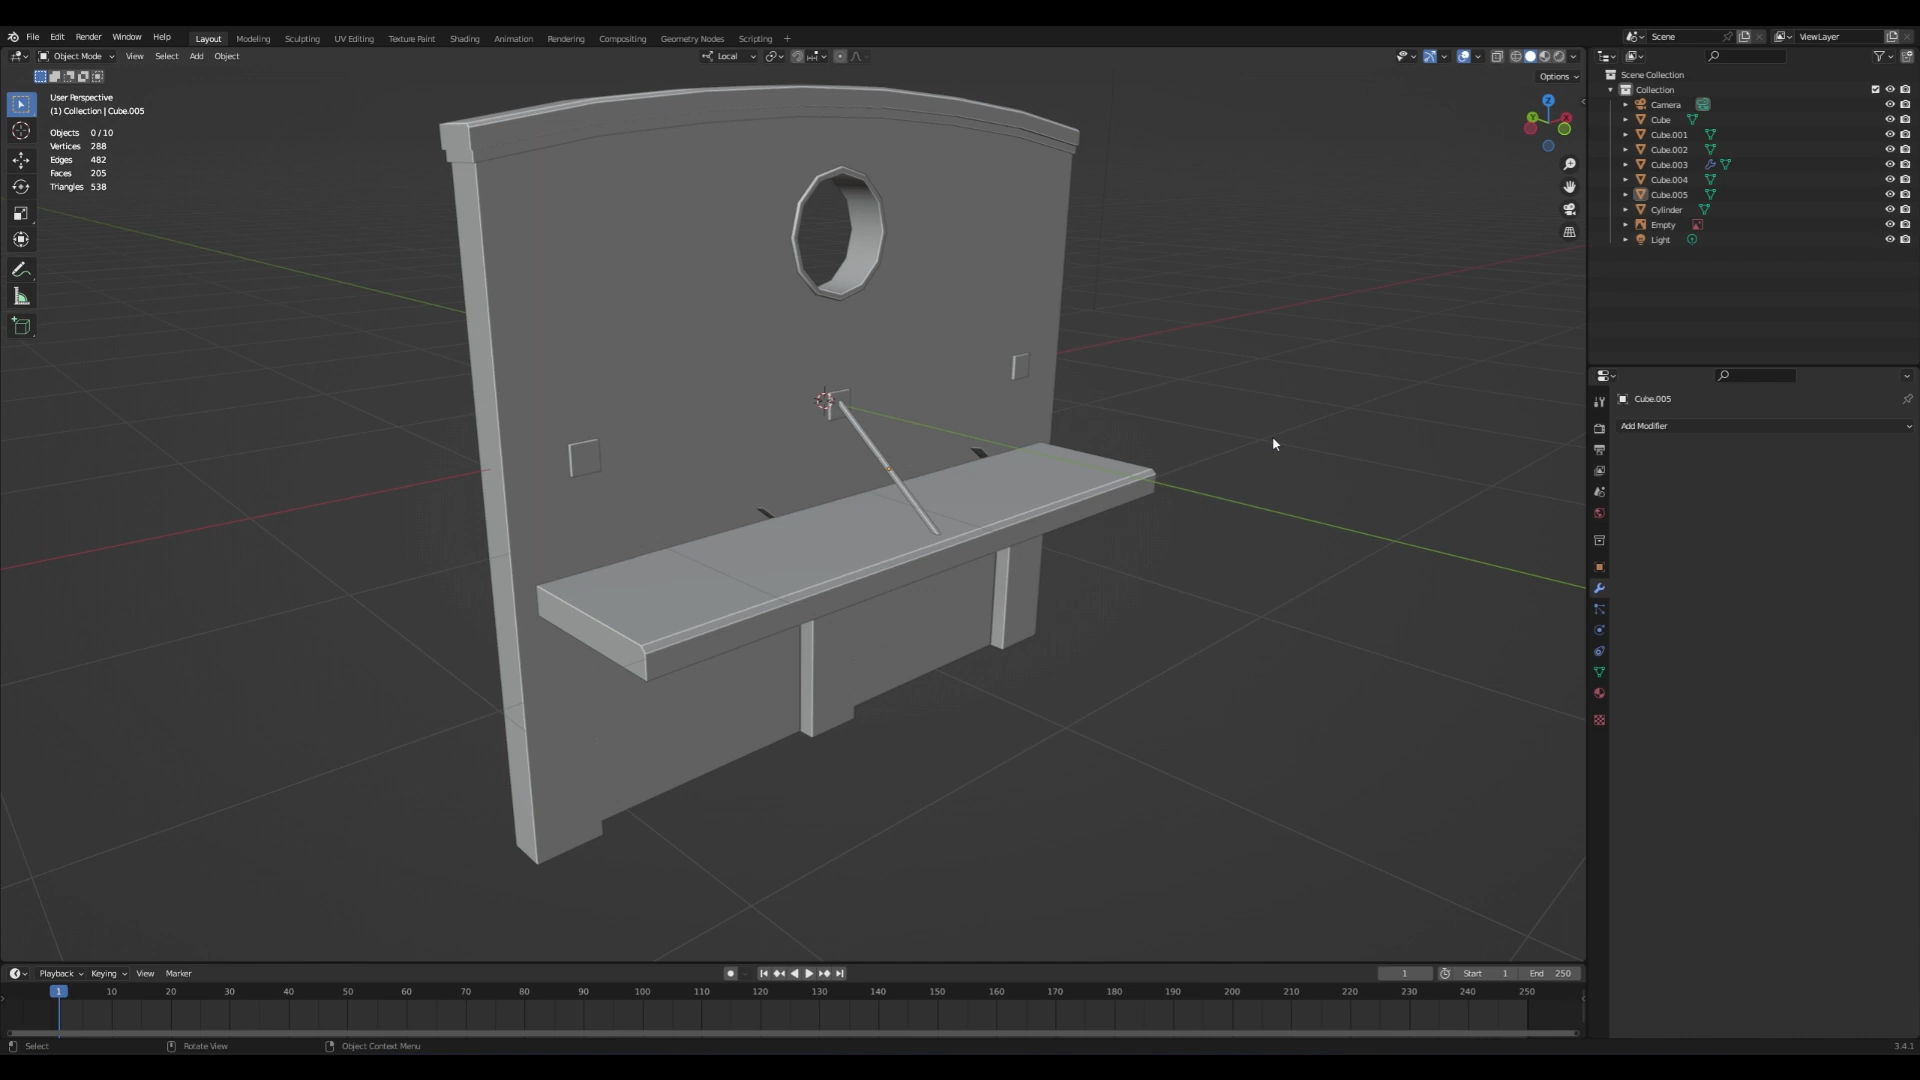 File Edit Render Window Help Layout Modeling Sculpting UV Editing Texture Paint Shading Animation Rendering Compositing Geometry Nodes Scripting + Scene ViewLayer
Object Mode View Select Add Object Local
Options
User Perspective
(1) Collection | Cube.005
Objects 0/10
Vertices 288
Edges 482
Faces 205
Triangles 538
Z
Y
X
Scene Collection
Collection
Camera
Cube
Cube.001
Cube.002
Cube.003
Cube.004
Cube.005
Cylinder
Empty
Light
Cube.005
Add Modifier
Playback Keying View Marker 1 Start 1 End 250
1 10 20 30 40 50 60 70 80 90 100 110 120 130 140 150 160 170 180 190 200 210 220 230 240 250
Select Rotate View Object Context Menu 3.4.1